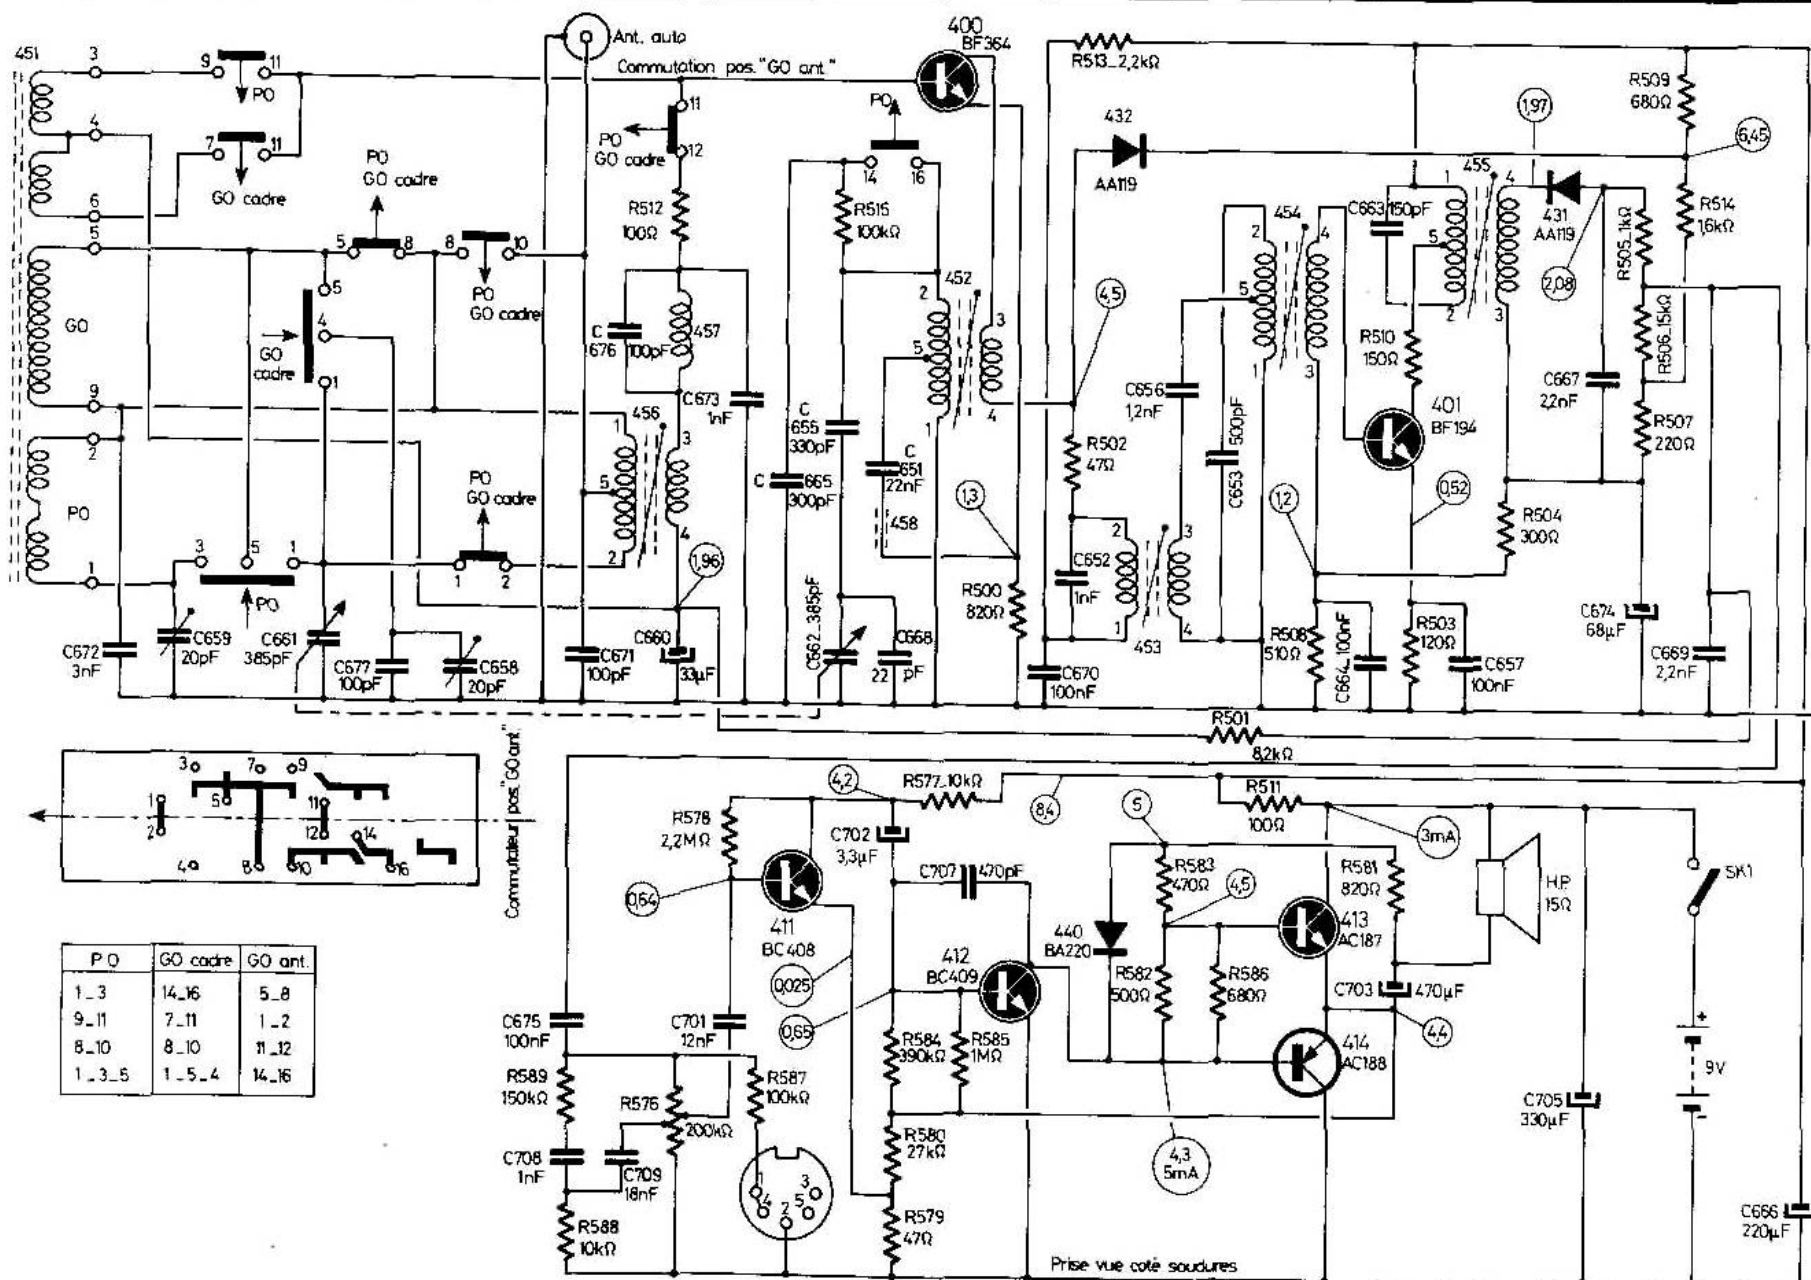 Ant. auto
Commutation pos. "GO ant."
400
BF364
R513_2,2kΩ
R509
680Ω
451
3
9
11
PO
4
7
11
GO cadre
6
PO
GO cadre
5
5
8
8
10
PO
GO cadre
5
4
GO
cadre
1
GO
9
2
PO
1
3
5
1
PO
PO
GO cadre
1
2
11
PO
GO cadre
12
R512
100Ω
C
676
100pF
457
C673
1nF
456
1
3
5
2
4
1,96
C672
3nF
C659
20pF
C661
385pF
C677
100pF
C658
20pF
C671
100pF
C660
33µF
PO
14
16
R515
100kΩ
452
2
5
3
1
4
C
655
330pF
C
665
300pF
C
651
22nF
458
1,3
R500
820Ω
C662_385pF
C668
22 pF
432
AA119
4,5
R502
47Ω
C652
1nF
2
3
1
4
453
C670
100nF
C656
1,2nF
C653 500pF
454
2
4
5
1
3
1,2
R508
510Ω
C664_100nF
C663
150pF
455
1
4
5
2
3
1,97
431
AA119
2,08
R510
150Ω
401
BF194
0,52
R503
120Ω
C657
100nF
R504
300Ω
R505_1kΩ
R506_15kΩ
R507
220Ω
C667
2,2nF
C674
68µF
C669
2,2nF
6,45
R514
1,6kΩ
R501
8,2kΩ
3
7
9
1
5
11
2
12
14
4
8
10
16
Commutateur pos."GO ant."
PO
GO cadre
GO ant.
1_3
14_16
5_8
9_11
7_11
1_2
8_10
8_10
11_12
1_3_5
1_5_4
14_16
4,2
R577_10kΩ
8,4
R511
100Ω
3mA
R578
2,2MΩ
0,64
411
BC408
0,025
C702
3,3µF
C707
470pF
412
BC409
0,65
5
R583
470Ω
4,5
440
BA220
R582
500Ω
R586
680Ω
413
AC187
R581
820Ω
H.P.
15Ω
C703
470µF
4,4
414
AC188
4,3
5mA
SK1
9V
+
-
C705
330µF
C666
220µF
C675
100nF
R589
150kΩ
C708
1nF
R588
10kΩ
C701
12nF
R576
200kΩ
R587
100kΩ
C709
18nF
1
4
2
3
5
R584
390kΩ
R585
1MΩ
R580
27kΩ
R579
47Ω
Prise vue coté soudures